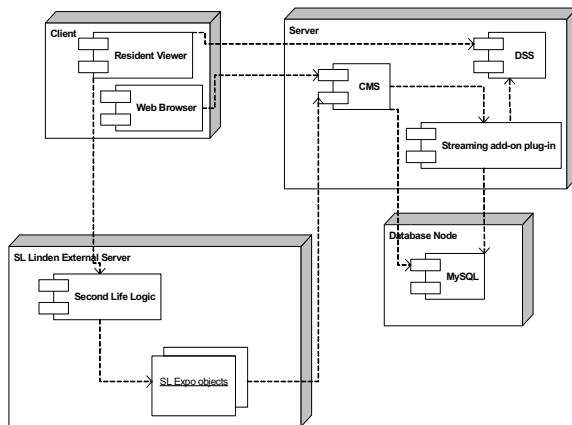 Client
Resident Viewer
Web Browser
Server
DSS
CMS
Streaming add-on plug-in
Database Node
MySQL
SL Linden External Server
Second Life Logic
SL Expo objects